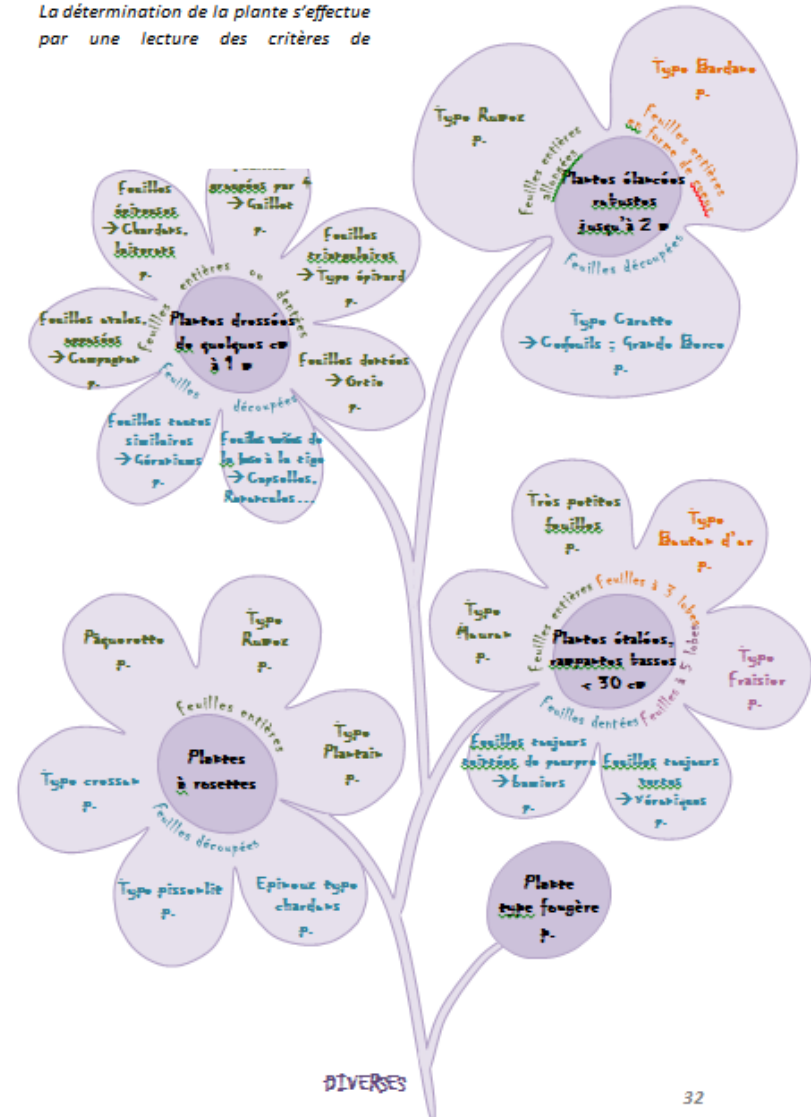 La détermination de la plante s'effectue
par une lecture des critères de
Type Bardane
p.
Type Rumex
p.
Feuilles entières
allongées
Feuilles entières
en forme de coeur
Plantes élancées
robustes
jusqu'à 2 m
Feuilles découpées
Type Carotte
→ Cerfeuils ; Grande Berce
p.
Feuilles
épineuses
→ Chardons,
laiterons
p.
groupées par 4
→ Gaillet
p.
Feuilles
triangulaires
→ Type épinard
p.
Feuilles ovales,
opposées
→ Compagnon
p.
Feuilles entières ou dentées
Plantes dressées
de quelques cm
à 1 m
Feuilles dentées
→ Ortie
p.
Feuilles découpées
Feuilles toutes
similaires
→ Géraniums
p.
Feuilles variées de
la base à la tige
→ Capselles,
Renoncules...
Très petites
feuilles
p.
Type
Bouton d'or
p.
Type
Mouron
p.
Feuilles entières
Feuilles à 3 lobes
Plantes étalées,
rampantes basses
< 30 cm
Feuilles à 5 lobes
Type
Fraisier
p.
Feuilles dentées
Feuilles toujours
teintées de pourpre
→ Lamiers
p.
Feuilles toujours
vertes
→ Véroniques
p.
Pâquerette
p.
Type
Rumex
p.
Feuilles entières
Type
Plantain
p.
Plantes
à rosettes
Type cresson
p.
Feuilles découpées
Type pissenlit
p.
Epineux type
chardons
p.
Plante
type fougère
p.
DIVERSES
32